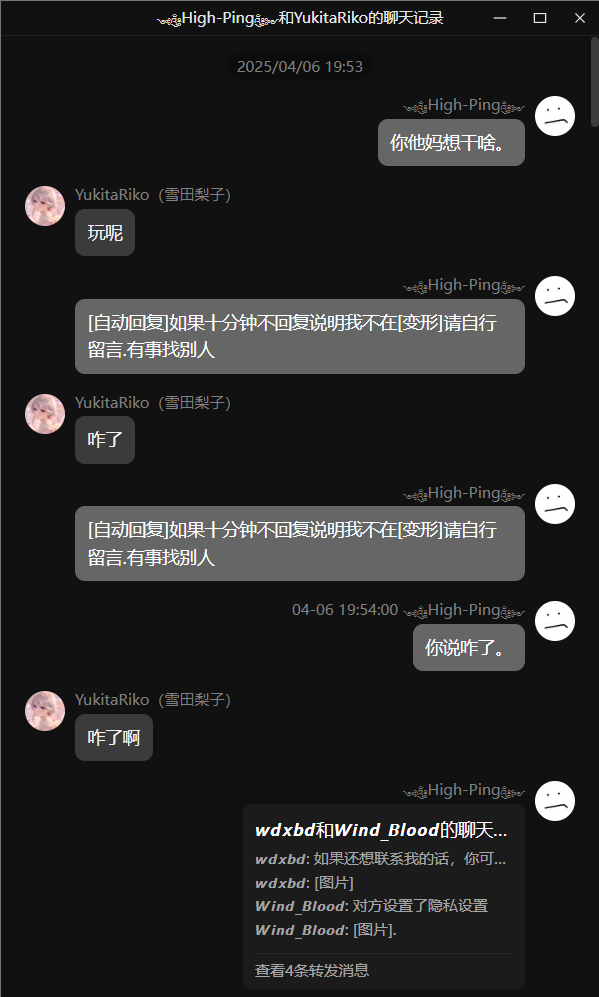 High-Ping和YukitaRiko的聊天记录
2025/04/06 19:53
High-Ping
你他妈想干啥。
YukitaRiko（雪田梨子）
玩呢
High-Ping
[自动回复]如果十分钟不回复说明我不在[变形]请自行
留言.有事找别人
YukitaRiko（雪田梨子）
咋了
High-Ping
[自动回复]如果十分钟不回复说明我不在[变形]请自行
留言.有事找别人
04-06 19:54:00 High-Ping
你说咋了。
YukitaRiko（雪田梨子）
咋了啊
High-Ping
wdxbd和Wind_Blood的聊天...
wdxbd: 如果还想联系我的话，你可...
wdxbd: [图片]
Wind_Blood: 对方设置了隐私设置
Wind_Blood: [图片].
查看4条转发消息